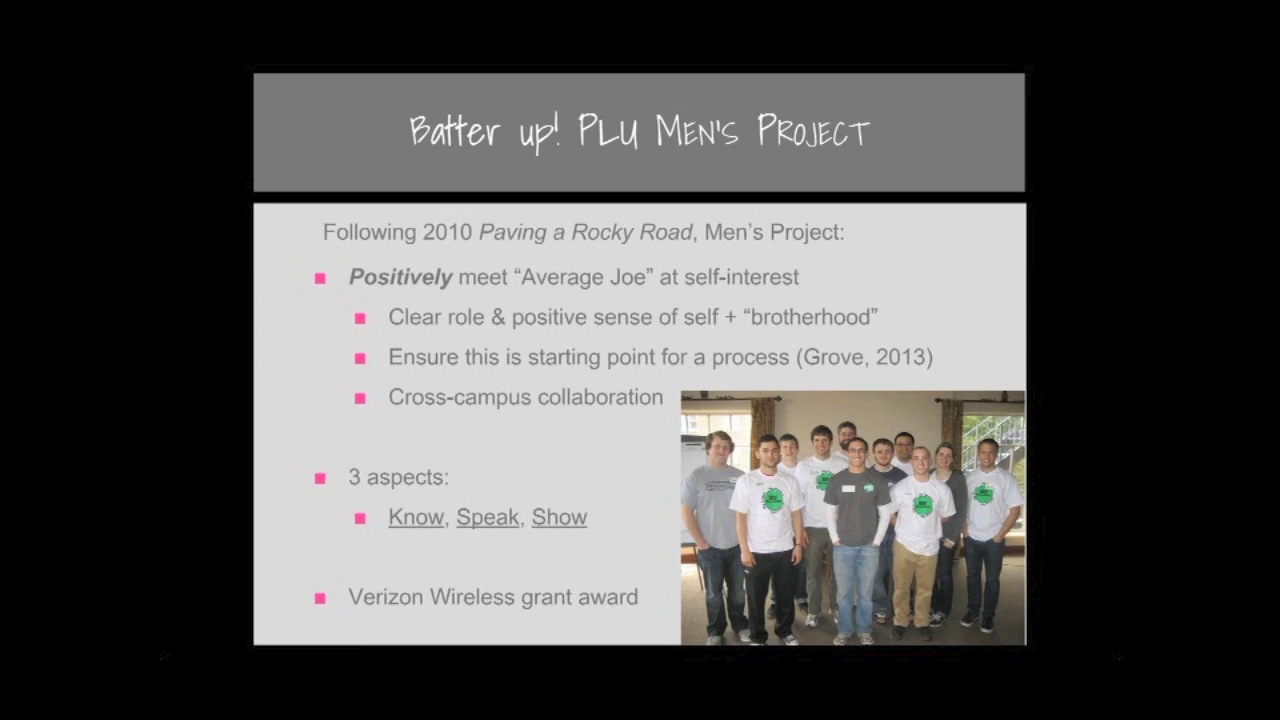 Batter up! PLU MEN'S PROJECT
Following 2010 Paving a Rocky Road, Men's Project:
Positively meet “Average Joe” at self-interest
Clear role & positive sense of self + “brotherhood”
Ensure this is starting point for a process (Grove, 2013)
Cross-campus collaboration
3 aspects:
Know, Speak, Show
Verizon Wireless grant award